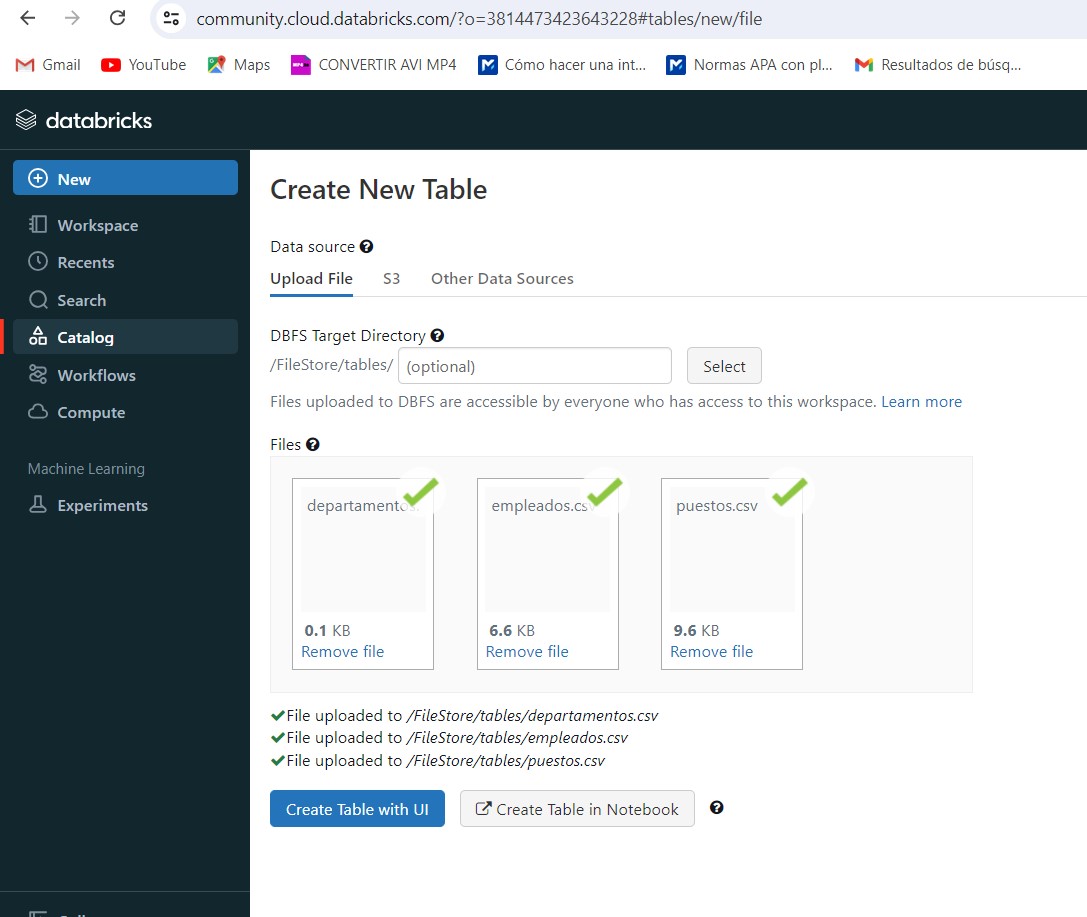 community.cloud.databricks.com/?o=3814473423643228#tables/new/file
Gmail YouTube Maps CONVERTIR AVI MP4 Cómo hacer una int... Normas APA con pl... Resultados de búsq...
databricks
New
Workspace
Recents
Search
Catalog
Workflows
Compute
Machine Learning
Experiments
Create New Table
Data source
Upload File S3 Other Data Sources
DBFS Target Directory
/FileStore/tables/ (optional) Select
Files uploaded to DBFS are accessible by everyone who has access to this workspace. Learn more
Files
departamentos. empleados.csv puestos.csv
0.1 KB 6.6 KB 9.6 KB
Remove file Remove file Remove file
File uploaded to /FileStore/tables/departamentos.csv
File uploaded to /FileStore/tables/empleados.csv
File uploaded to /FileStore/tables/puestos.csv
Create Table with UI Create Table in Notebook